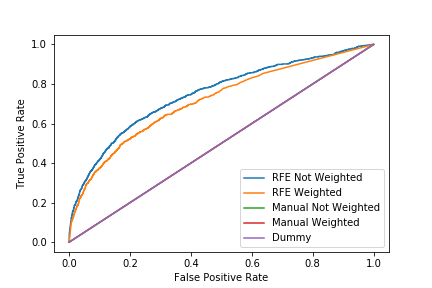 1.0
0.8
0.6
0.4
0.2
0.0
True Positive Rate
RFE Not Weighted
RFE Weighted
Manual Not Weighted
Manual Weighted
Dummy
0.0 0.2 0.4 0.6 0.8 1.0
False Positive Rate